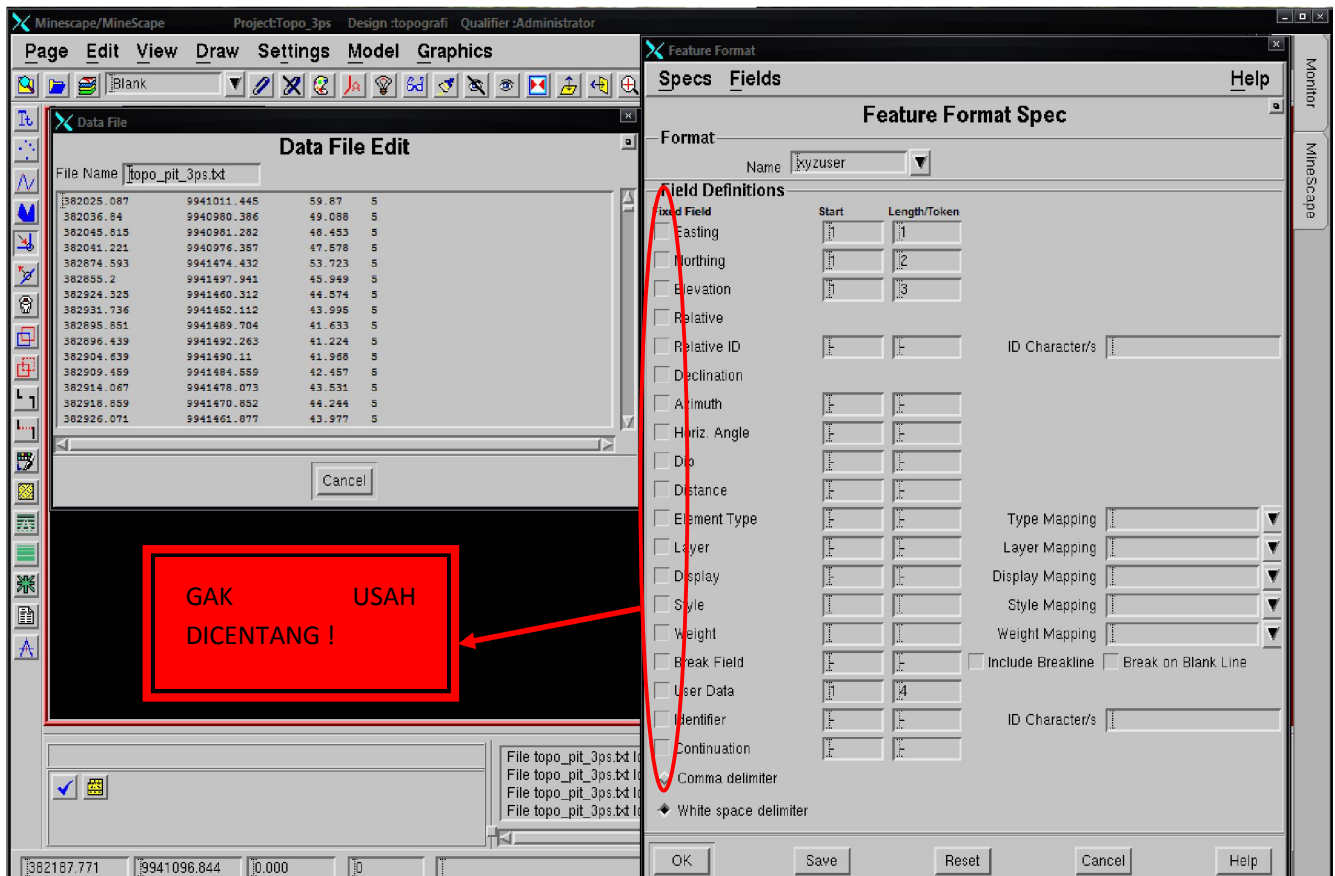 Minescape/MineScape Project:Topo_3ps Design :topografi Qualifier :Administrator
Page Edit View Draw Settings Model Graphics
Blank
Data File
Data File Edit
File Name topo_pit_3ps.txt
382025.087 9941011.445 59.87 5
382036.84 9940980.386 49.088 5
382045.815 9940981.282 48.453 5
382041.221 9940976.357 47.578 5
382874.593 9941474.432 53.723 5
382855.2 9941497.941 45.949 5
382924.325 9941460.312 44.574 5
382931.736 9941452.112 43.995 5
382895.851 9941489.704 41.633 5
382896.439 9941492.263 41.224 5
382904.639 9941490.11 41.968 5
382909.459 9941484.559 42.457 5
382914.067 9941478.073 43.531 5
382918.859 9941470.852 44.244 5
382926.071 9941461.877 43.977 5
Cancel
GAK USAH
DICENTANG !
File topo_pit_3ps.txt
File topo_pit_3ps.txt
File topo_pit_3ps.txt
File topo_pit_3ps.txt
382187.771 9941096.844 0.000 0
Feature Format
Specs Fields Help
Feature Format Spec
Format
Name xyzuser
Field Definitions
Fixed Field Start Length/Token
Easting 1 1
Northing 1 2
Elevation 1 3
Relative
Relative ID - - ID Character/s
Declination
Azimuth - -
Horiz. Angle - -
Dip - -
Distance - -
Element Type - - Type Mapping
Layer - - Layer Mapping
Display - - Display Mapping
Style Style Mapping
Weight Weight Mapping
Break Field - - Include Breakline Break on Blank Line
User Data 1 4
Identifier - - ID Character/s
Continuation - -
Comma delimiter
White space delimiter
OK Save Reset Cancel Help
Monitor
MineScape